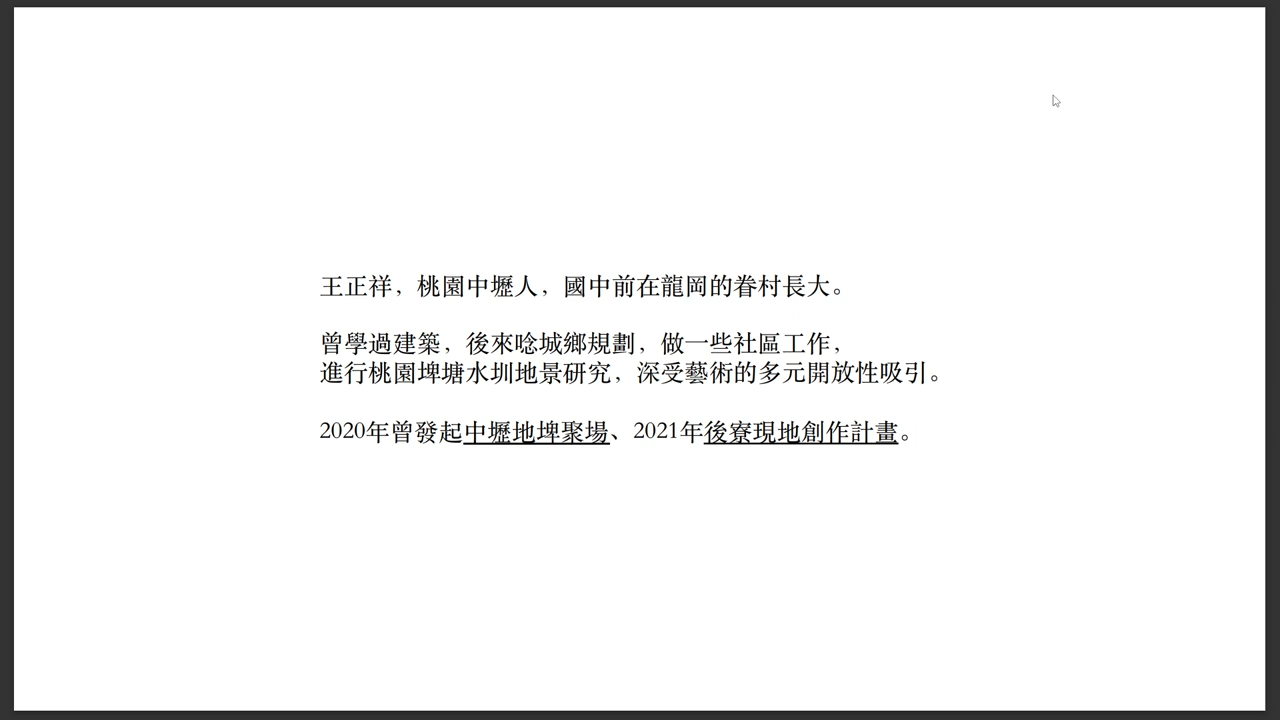 王正祥，桃園中壢人，國中前在龍岡的眷村長大。
曾學過建築，後來唸城鄉規劃，做一些社區工作，
進行桃園埤塘水圳地景研究，深受藝術的多元開放性吸引。
2020年曾發起中壢地埤聚場、2021年後寮現地創作計畫。